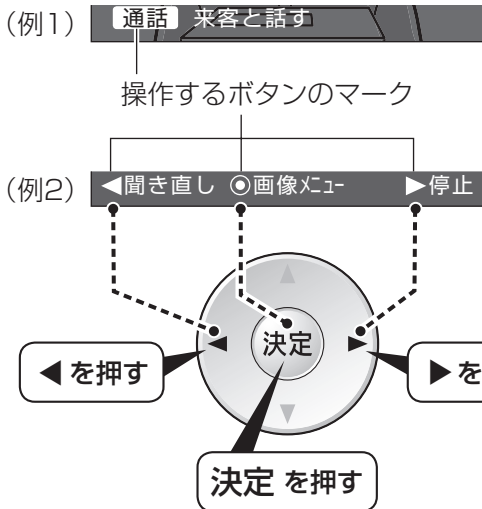 (例1) 通話 来客と話す
操作するボタンのマーク
(例2) ◀聞き直し ◉画像メニュー ▶停止
決定
◀ を押す
▶ を
決定 を押す